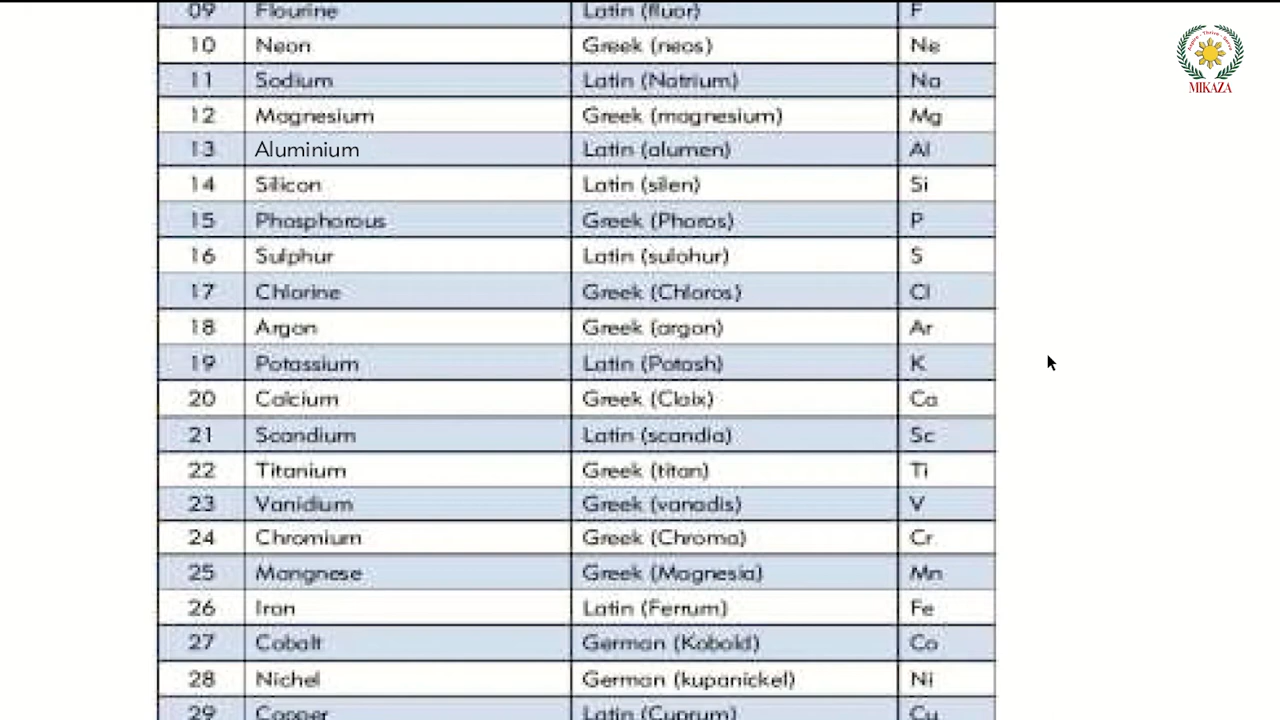 09 Flourine Latin (fluor) F
10 Neon Greek (neos) Ne
11 Sodium Latin (Natrium) Na
12 Magnesium Greek (magnesium) Mg
13 Aluminium Latin (alumen) Al
14 Silicon Latin (silen) Si
15 Phosphorous Greek (Phoros) P
16 Sulphur Latin (sulohur) S
17 Chlorine Greek (Chloros) Cl
18 Argon Greek (argon) Ar
19 Potassium Latin (Potash) K
20 Calcium Greek (Claix) Ca
21 Scandium Latin (scandia) Sc
22 Titanium Greek (titan) Ti
23 Vanidium Greek (vanadis) V
24 Chromium Greek (Chroma) Cr
25 Mangnese Greek (Magnesia) Mn
26 Iron Latin (Ferrum) Fe
27 Cobalt German (Kobold) Co
28 Nichel German (kupanickel) Ni
29 Copper Latin (Cuprum) Cu
MIKAZA